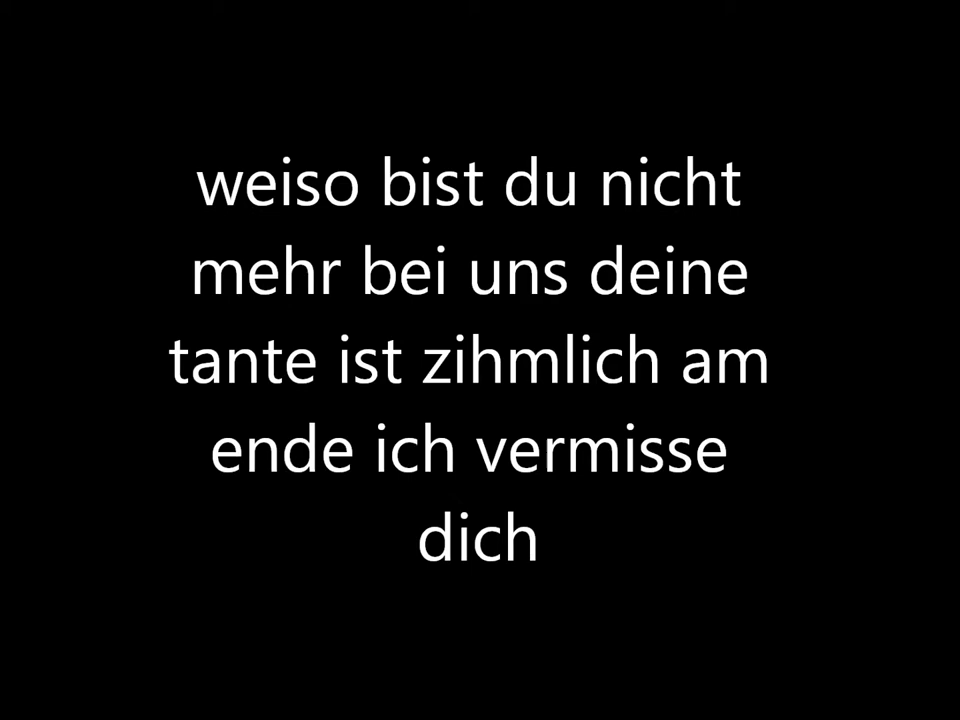 weiso bist du nicht
mehr bei uns deine
tante ist zihmlich am
ende ich vermisse
dich